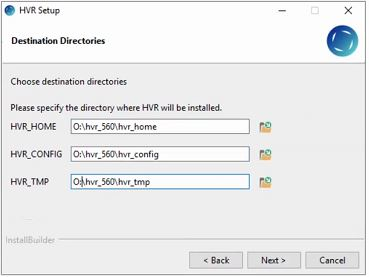 HVR Setup
Destination Directories
Choose destination directories
Please specify the directory where HVR will be installed.
HVR_HOME O:\hvr_560\hvr_home
HVR_CONFIG O:\hvr_560\hvr_config
HVR_TMP O:\hvr_560\hvr_tmp
InstallBuilder
< Back Next > Cancel